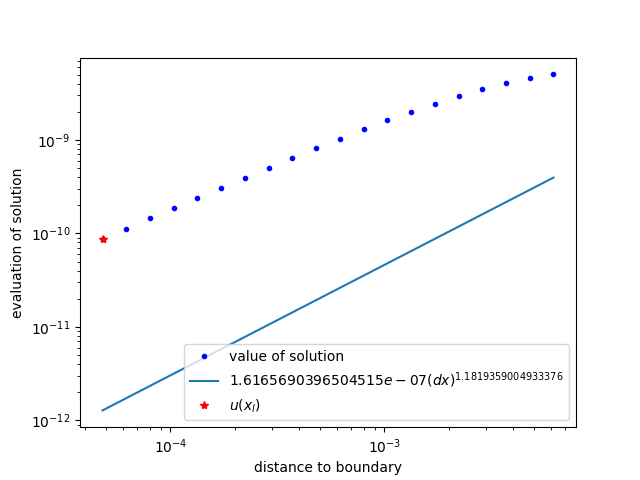 10⁻⁹
10⁻¹⁰
10⁻¹¹
10⁻¹²
evaluation of solution
value of solution
1.6165690396504515e − 07(dx)^1.1819359004933376
u(x_l)
10⁻⁴
10⁻³
distance to boundary